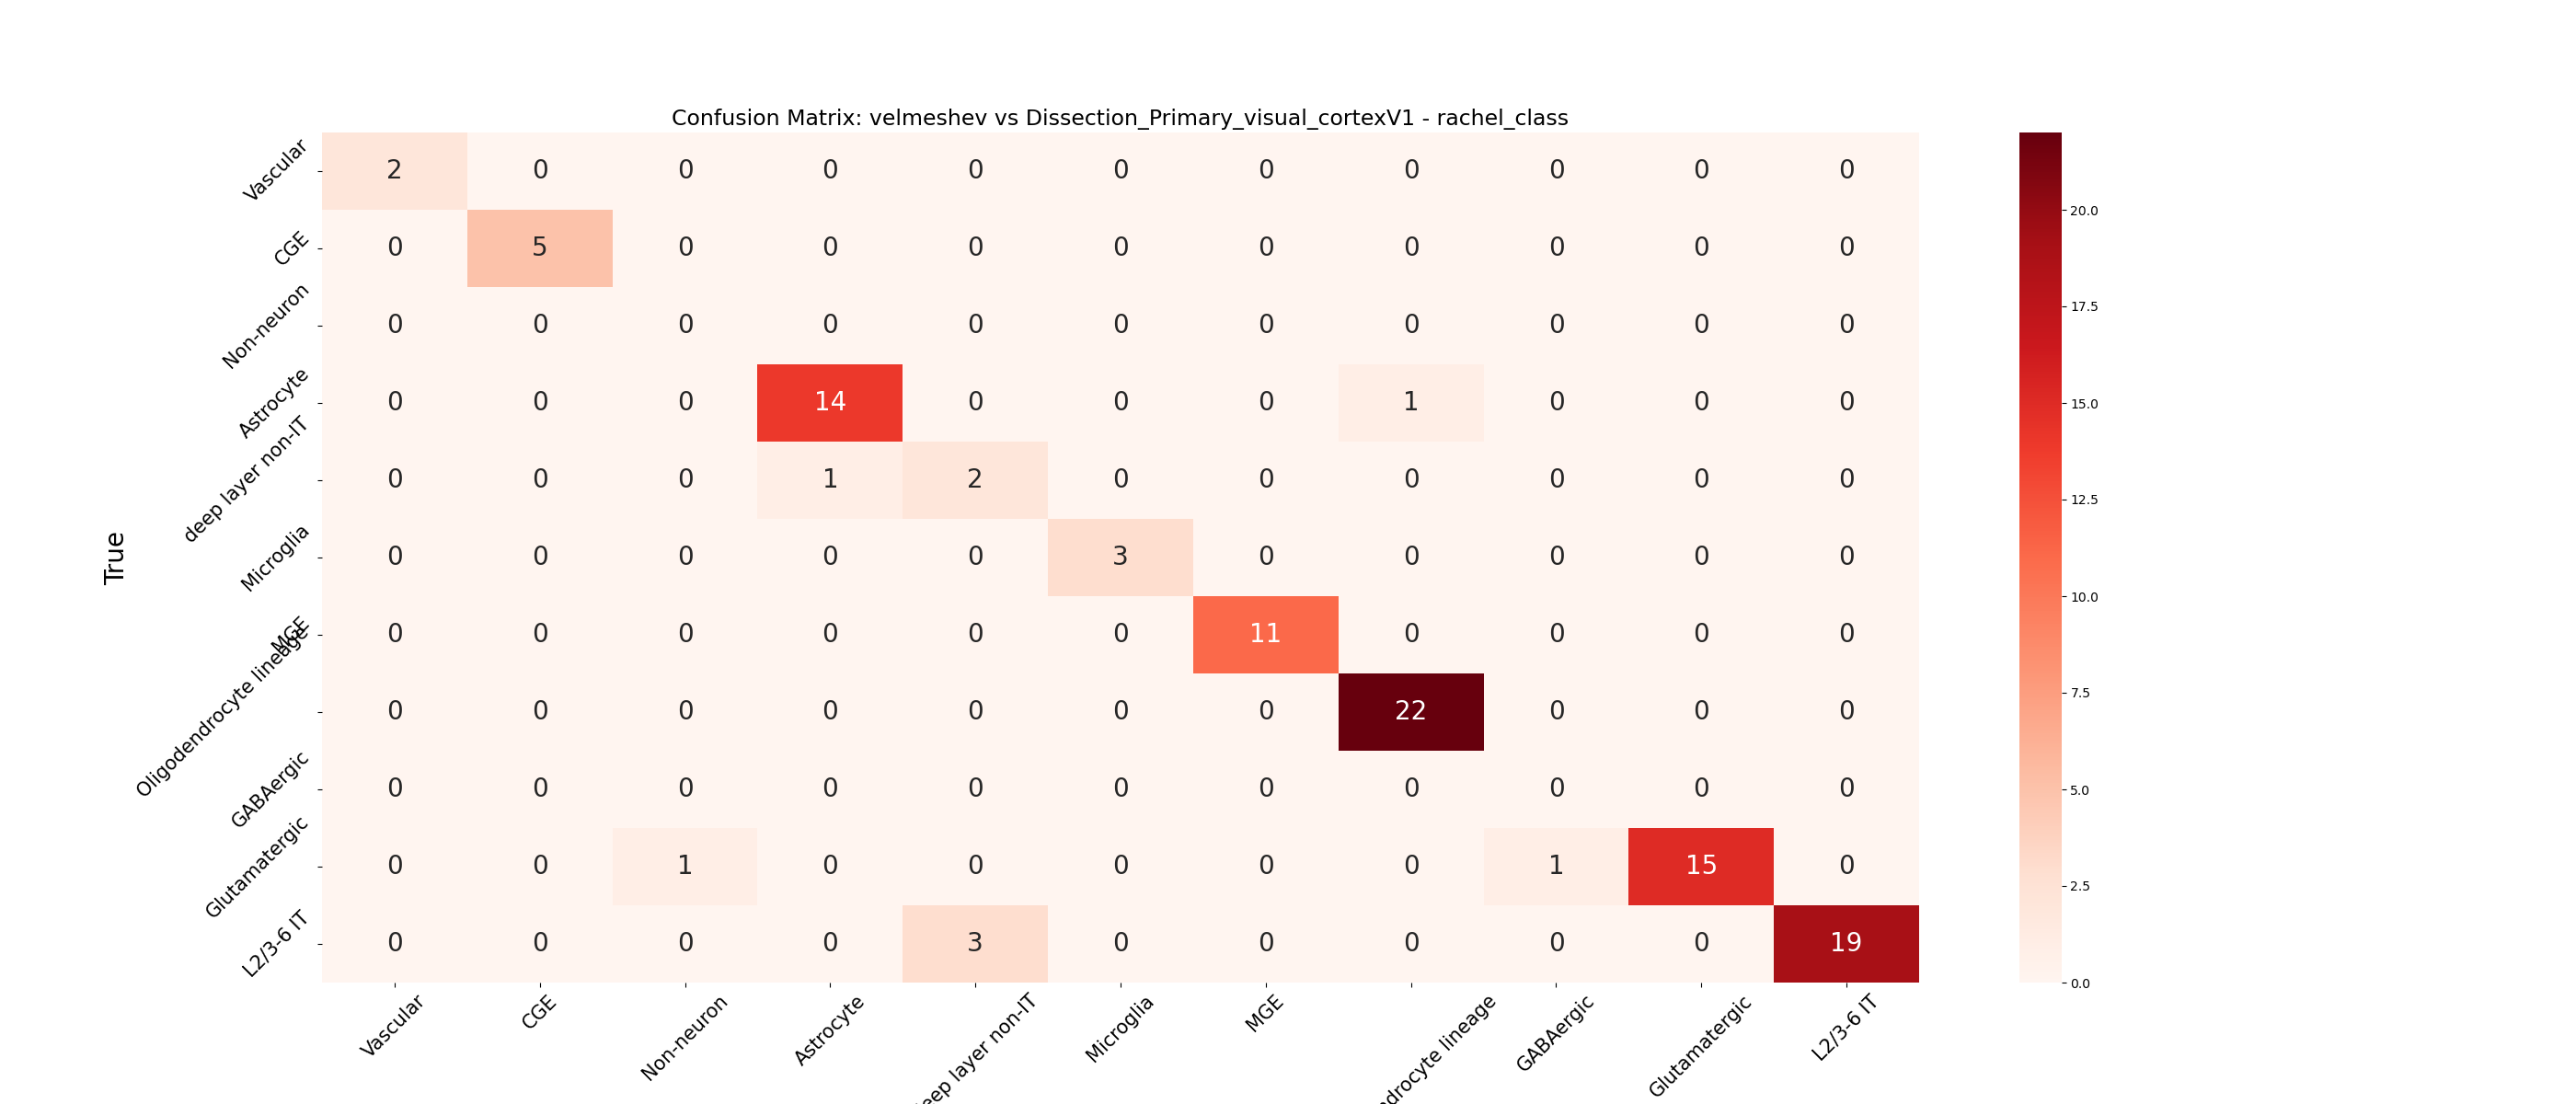 Confusion Matrix: velmeshev vs Dissection_Primary_visual_cortexV1 - rachel_class
True
Vascular 2 0 0 0 0 0 0 0 0 0 0
CGE 0 5 0 0 0 0 0 0 0 0 0
Non-neuron 0 0 0 0 0 0 0 0 0 0 0
Astrocyte 0 0 0 14 0 0 0 1 0 0 0
deep layer non-IT 0 0 0 1 2 0 0 0 0 0 0
Microglia 0 0 0 0 0 3 0 0 0 0 0
MGE 0 0 0 0 0 0 11 0 0 0 0
Oligodendrocyte lineage 0 0 0 0 0 0 0 22 0 0 0
GABAergic 0 0 0 0 0 0 0 0 0 0 0
Glutamatergic 0 0 1 0 0 0 0 0 1 15 0
L2/3-6 IT 0 0 0 0 3 0 0 0 0 0 19
Vascular CGE Non-neuron Astrocyte eep layer non-IT Microglia MGE ndrocyte lineage GABAergic Glutamatergic L2/3-6 IT
20.0
17.5
15.0
12.5
10.0
7.5
5.0
2.5
0.0